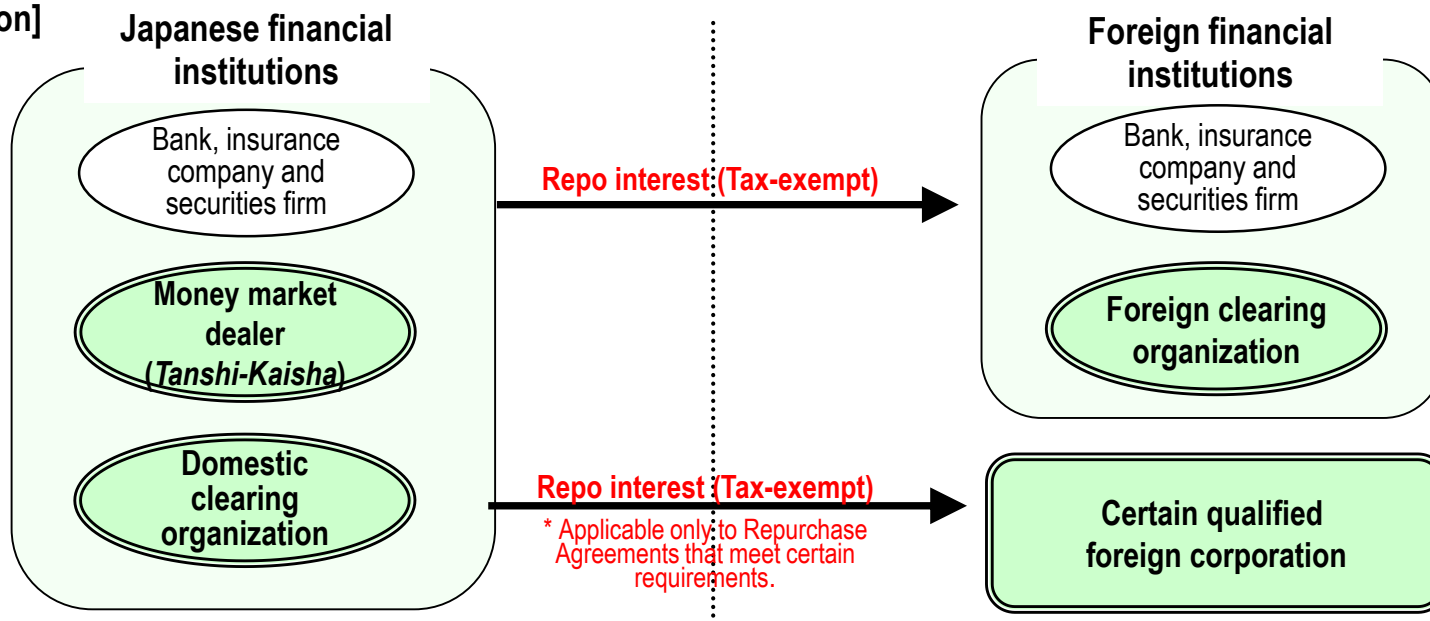 on]
Japanese financial
institutions
Bank, insurance
company and
securities firm
Money market
dealer
(Tanshi-Kaisha)
Domestic
clearing
organization
Repo interest (Tax-exempt)
Repo interest (Tax-exempt)
* Applicable only to Repurchase
Agreements that meet certain
requirements.
Foreign financial
institutions
Bank, insurance
company and
securities firm
Foreign clearing
organization
Certain qualified
foreign corporation